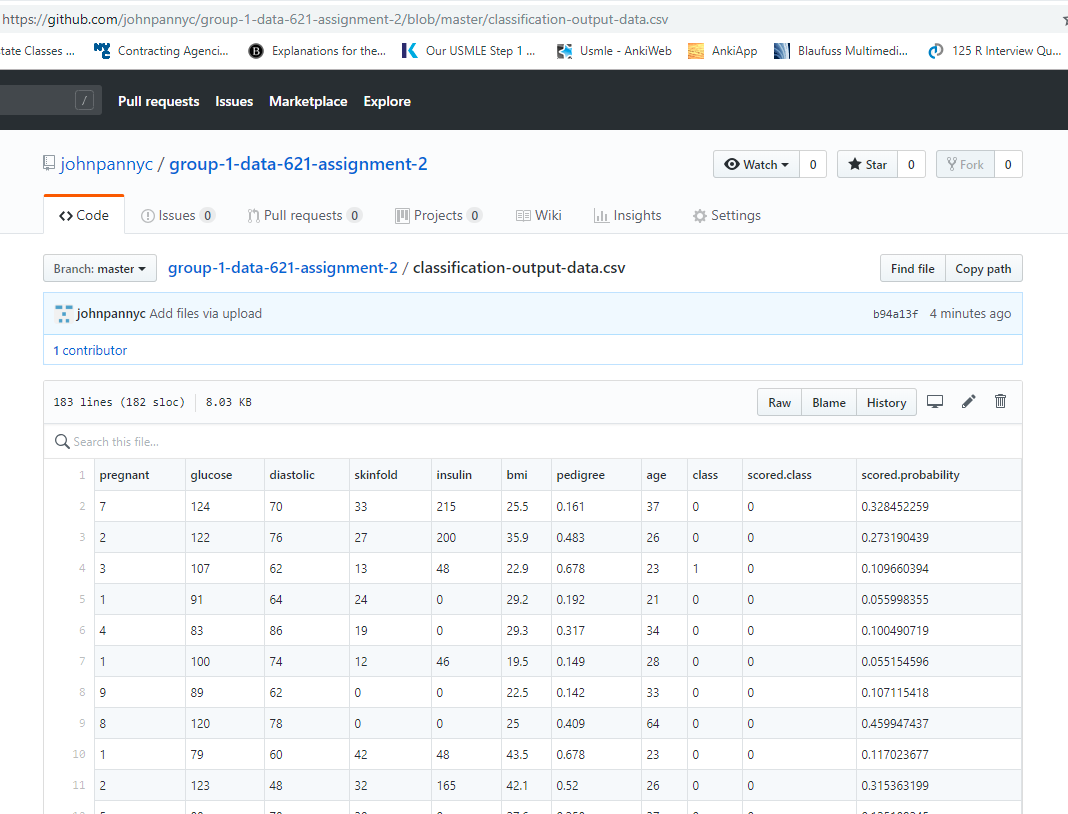 https://github.com/johnpannyc/group-1-data-621-assignment-2/blob/master/classification-output-data.csv
tate Classes ... Contracting Agenci... B Explanations for the... Our USMLE Step 1 ... Usmle - AnkiWeb AnkiApp Blaufuss Multimedi... 125 R Interview Qu...
/ Pull requests Issues Marketplace Explore
johnpannyc / group-1-data-621-assignment-2 Watch 0 Star 0 Fork 0
<> Code Issues 0 Pull requests 0 Projects 0 Wiki Insights Settings
Branch: master group-1-data-621-assignment-2 / classification-output-data.csv Find file Copy path
johnpannyc Add files via upload b94a13f 4 minutes ago
1 contributor
183 lines (182 sloc) 8.03 KB Raw Blame History
Search this file...
1 pregnant glucose diastolic skinfold insulin bmi pedigree age class scored.class scored.probability
2 7 124 70 33 215 25.5 0.161 37 0 0 0.328452259
3 2 122 76 27 200 35.9 0.483 26 0 0 0.273190439
4 3 107 62 13 48 22.9 0.678 23 1 0 0.109660394
5 1 91 64 24 0 29.2 0.192 21 0 0 0.055998355
6 4 83 86 19 0 29.3 0.317 34 0 0 0.100490719
7 1 100 74 12 46 19.5 0.149 28 0 0 0.055154596
8 9 89 62 0 0 22.5 0.142 33 0 0 0.107115418
9 8 120 78 0 0 25 0.409 64 0 0 0.459947437
10 1 79 60 42 48 43.5 0.678 23 0 0 0.117023677
11 2 123 48 32 165 42.1 0.52 26 0 0 0.315363199